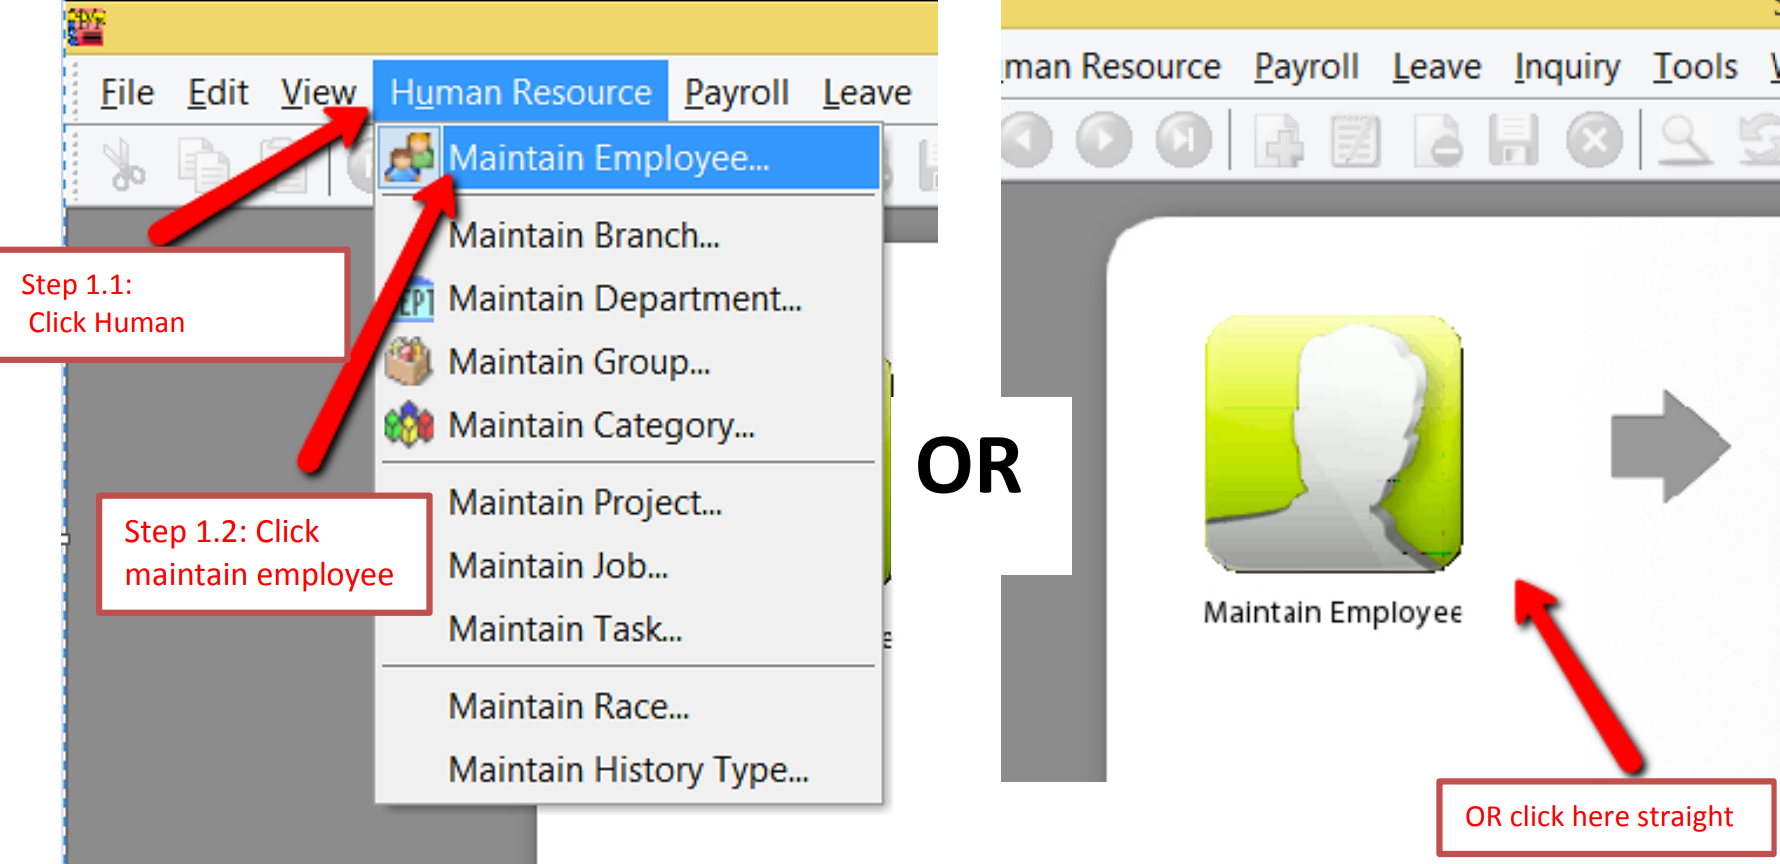 File Edit View Human Resource Payroll Leave
Maintain Employee...
Maintain Branch...
Maintain Department...
Maintain Group...
Maintain Category...
Maintain Project...
Maintain Job...
Maintain Task...
Maintain Race...
Maintain History Type...
Step 1.1:
Click Human
Step 1.2: Click
maintain employee
OR
man Resource Payroll Leave Inquiry Tools
Maintain Employee
OR click here straight